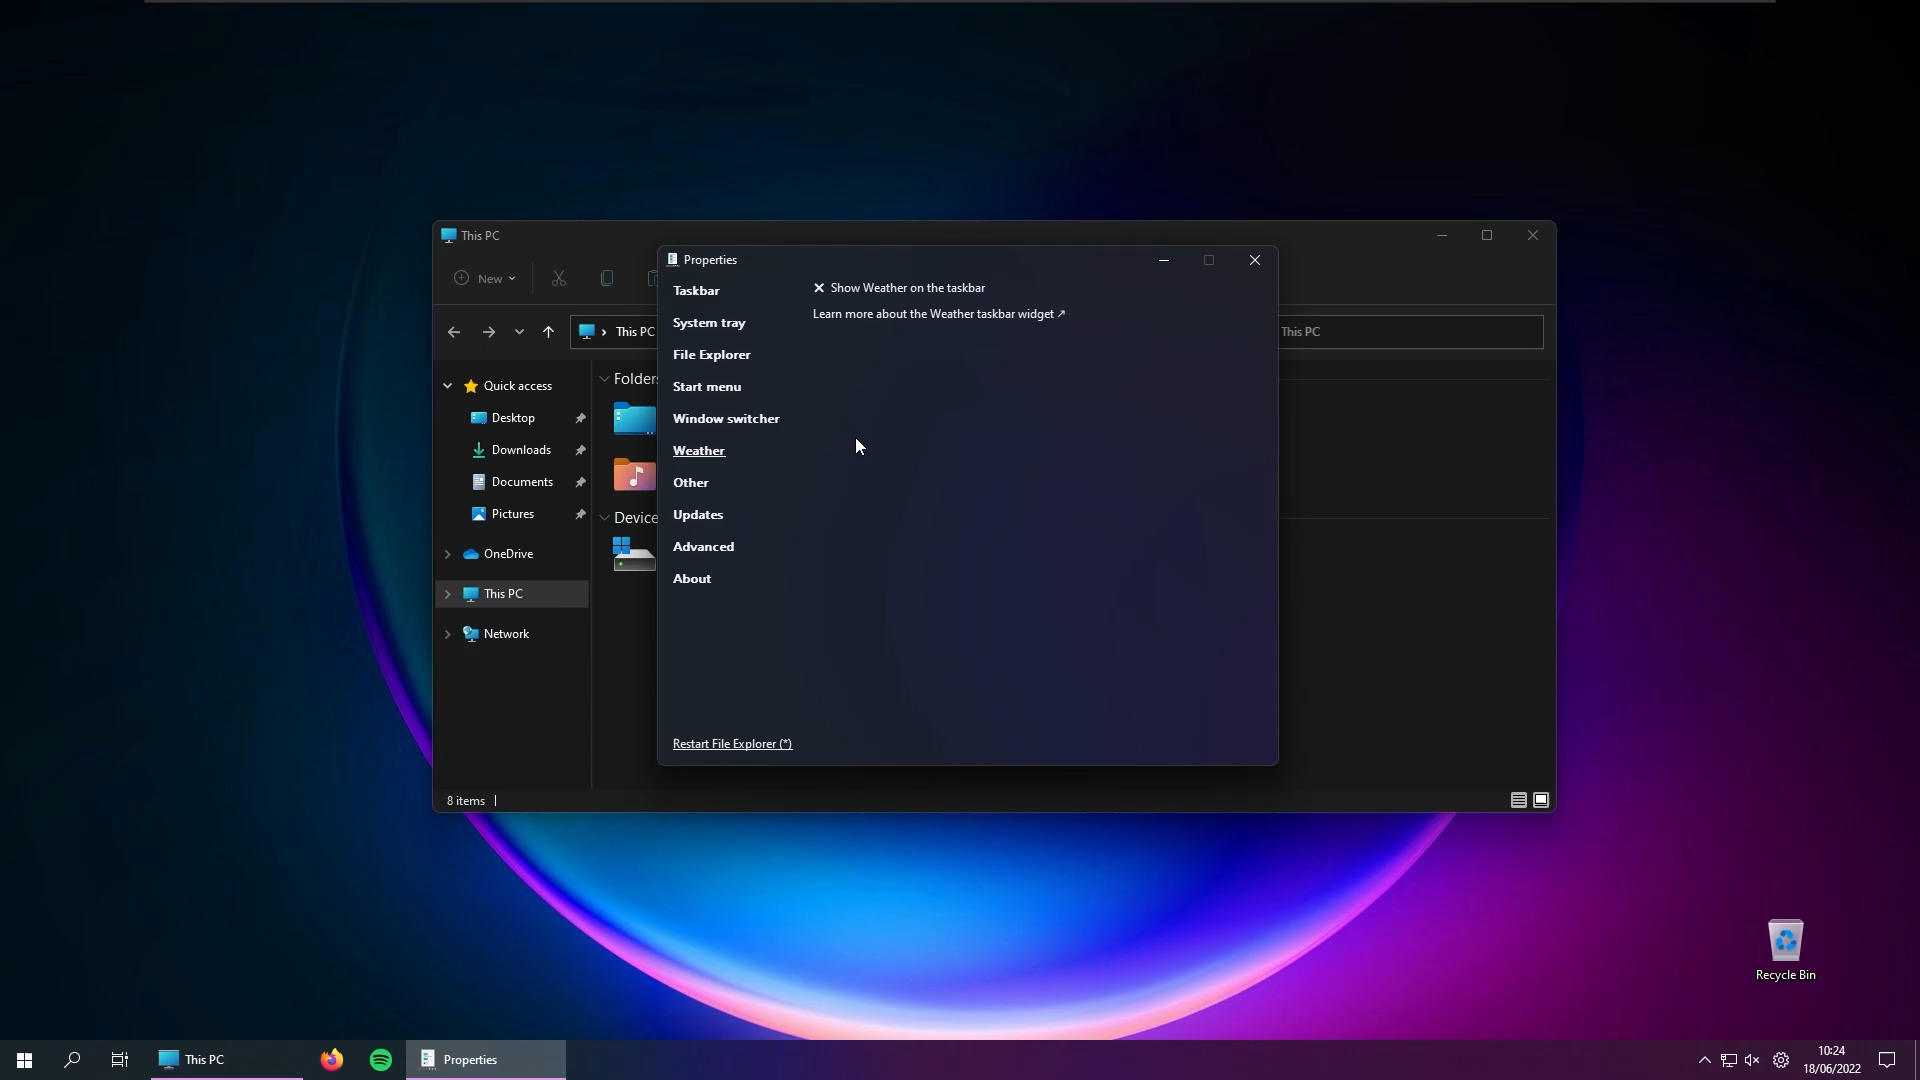 This PC
New
This PC
This PC
Quick access
Desktop
Downloads
Documents
Pictures
OneDrive
This PC
Network
Folders
Device
8 items
Properties
Taskbar
System tray
File Explorer
Start menu
Window switcher
Weather
Other
Updates
Advanced
About
Show Weather on the taskbar
Learn more about the Weather taskbar widget ↗
Restart File Explorer (*)
Recycle Bin
This PC
Properties
10:24
18/06/2022